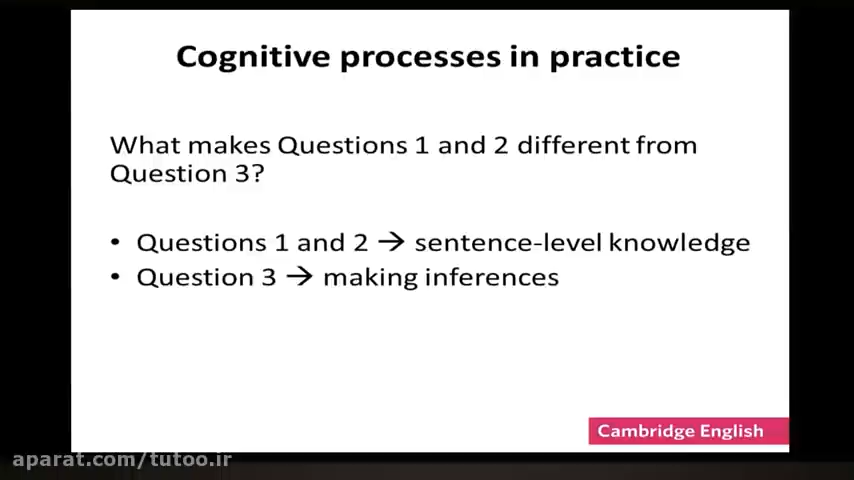 Cognitive processes in practice
What makes Questions 1 and 2 different from
Question 3?
• Questions 1 and 2 → sentence-level knowledge
• Question 3 → making inferences
Cambridge English
aparat.com/tutoo.ir